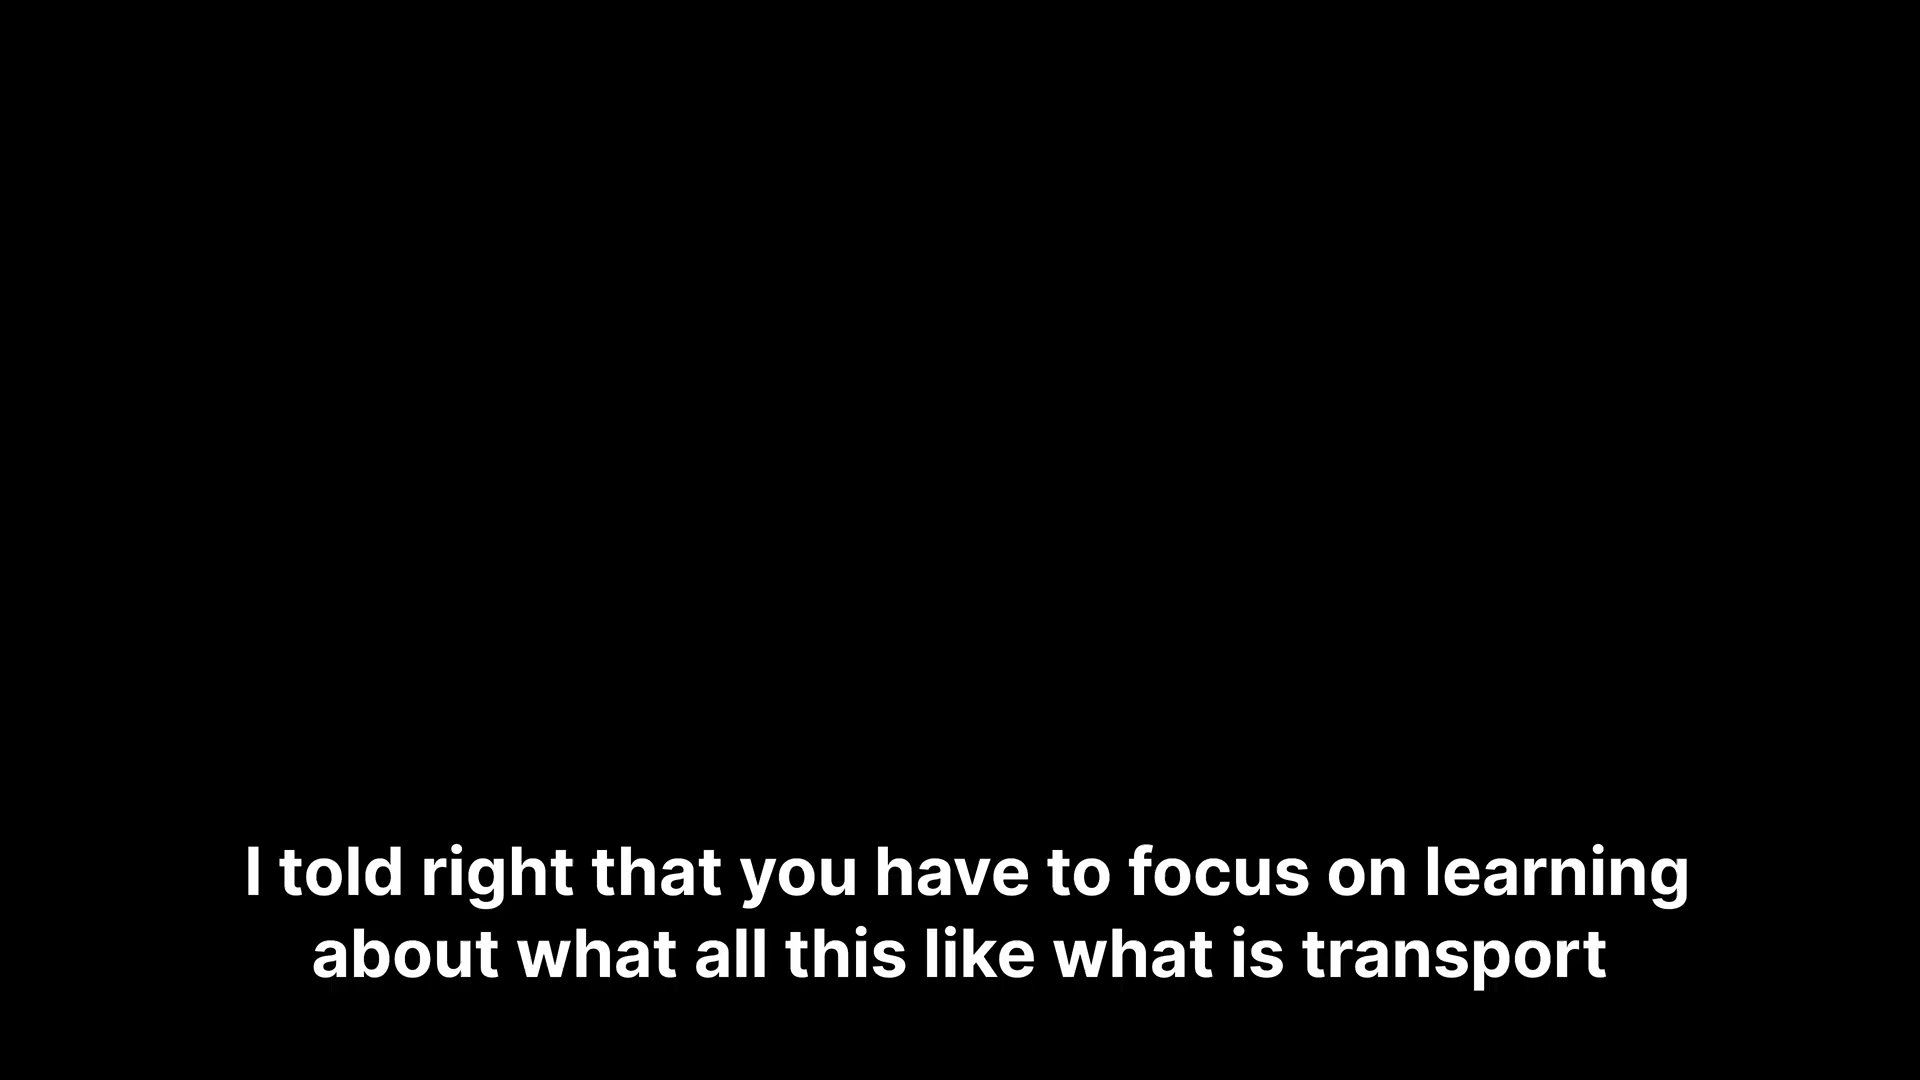 I told right that you have to focus on learning
about what all this like what is transport